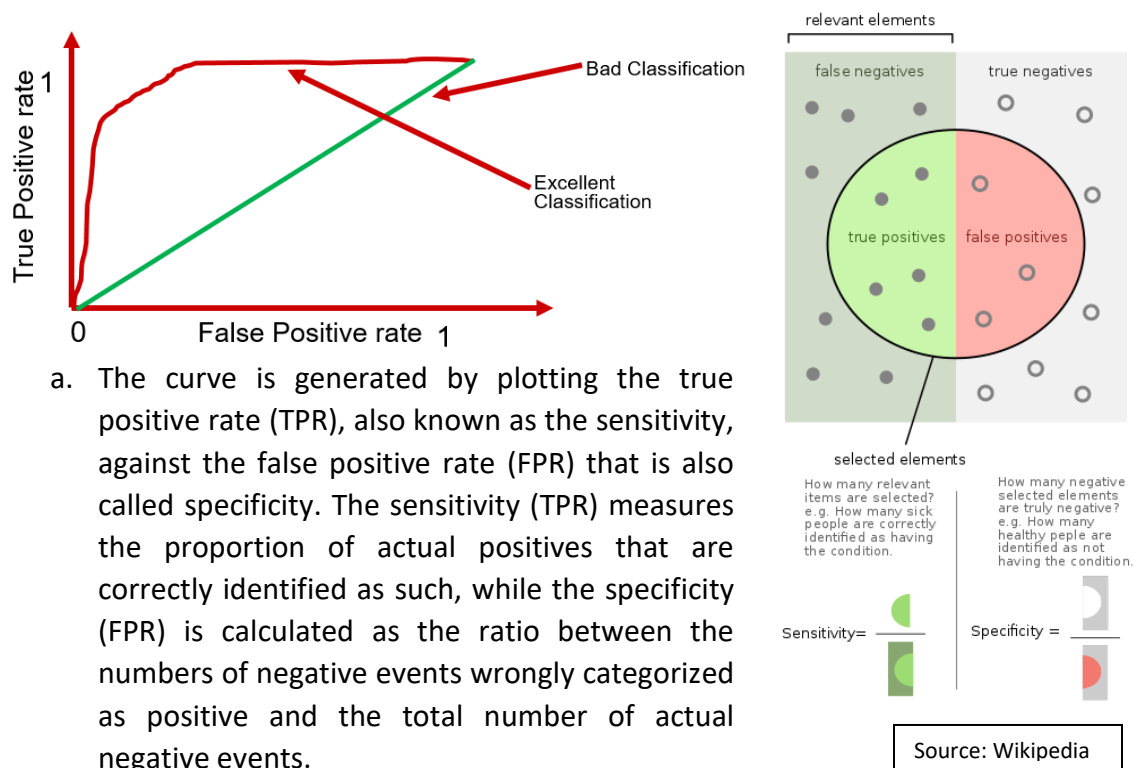 True Positive rate
1
Bad Classification
Excellent
Classification
0
False Positive rate 1
a. The curve is generated by plotting the true
positive rate (TPR), also known as the sensitivity,
against the false positive rate (FPR) that is also
called specificity. The sensitivity (TPR) measures
the proportion of actual positives that are
correctly identified as such, while the specificity
(FPR) is calculated as the ratio between the
numbers of negative events wrongly categorized
as positive and the total number of actual
negative events.
relevant elements
false negatives true negatives
true positives false positives
selected elements
How many relevant
items are selected?
e.g. How many sick
people are correctly
identified as having
the condition.
How many negative
selected elements
are truly negative?
e.g. How many
healthy peple are
identified as not
having the condition.
Sensitivity=
Specificity =
Source: Wikipedia